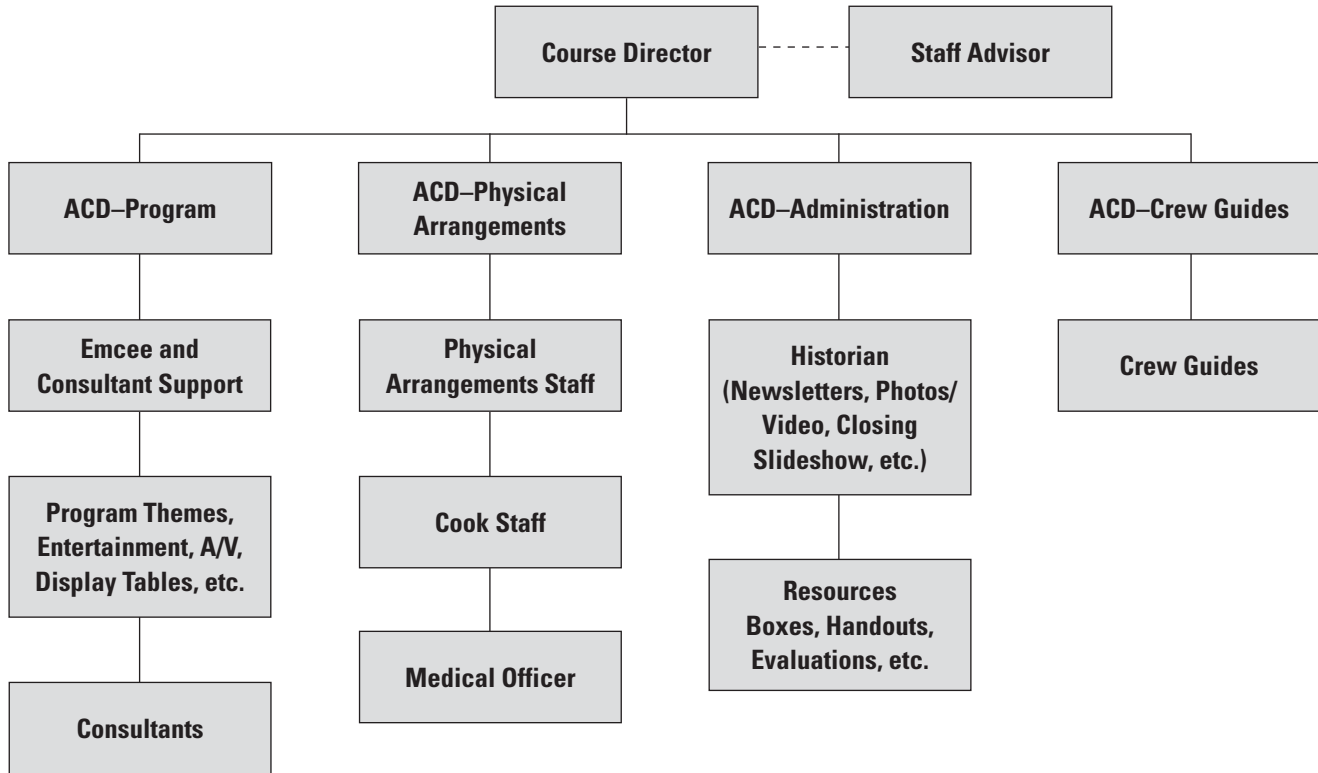 Course Director
Staff Advisor
ACD–Program
ACD–Physical
Arrangements
ACD–Administration
ACD–Crew Guides
Emcee and
Consultant Support
Physical
Arrangements Staff
Historian
(Newsletters, Photos/
Video, Closing
Slideshow, etc.)
Crew Guides
Program Themes,
Entertainment, A/V,
Display Tables, etc.
Cook Staff
Resources
Boxes, Handouts,
Evaluations, etc.
Medical Officer
Consultants